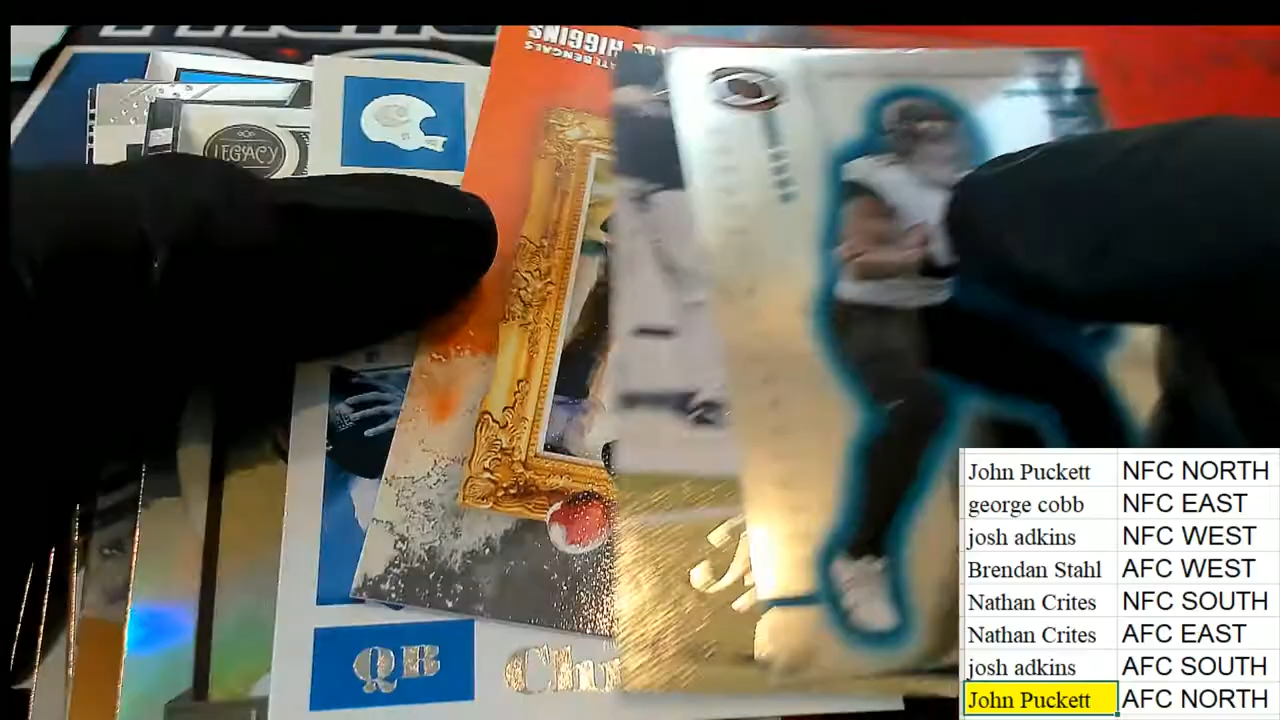 HIGGINS
BENGALS
LEGACY
QB
John Puckett NFC NORTH
george cobb NFC EAST
josh adkins NFC WEST
Brendan Stahl AFC WEST
Nathan Crites NFC SOUTH
Nathan Crites AFC EAST
josh adkins AFC SOUTH
John Puckett AFC NORTH